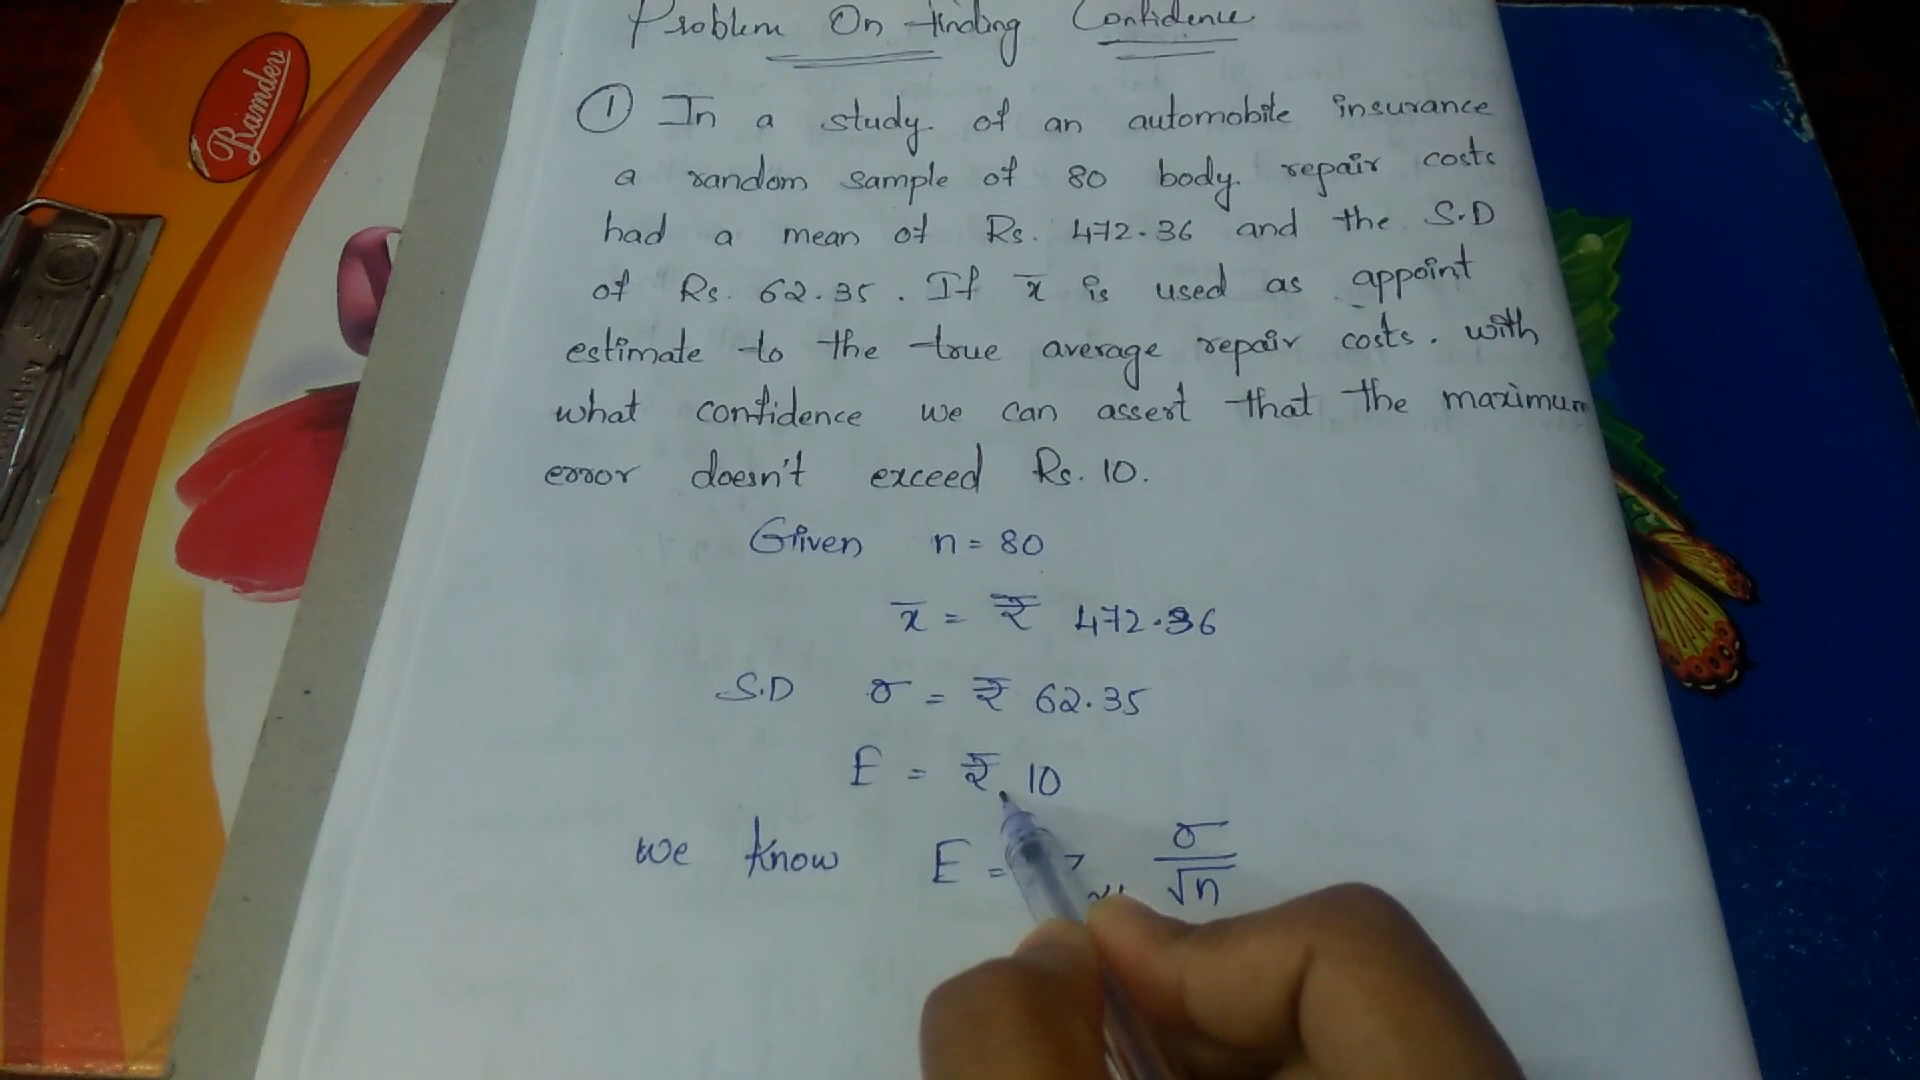 Problem On finding Confidence
Ramdev
① In a study of an automobile insurance
a random sample of 80 body repair costs
had a mean of Rs. 472.36 and the S.D
of Rs. 62.35. If x̄ is used as appoint
estimate to the true average repair costs. with
what confidence we can assert that the maximum
error doesn't exceed Rs. 10.
Given n = 80
x̄ = ₹ 472.36
S.D σ = ₹ 62.35
E = ₹ 10
we know E = σ/√n